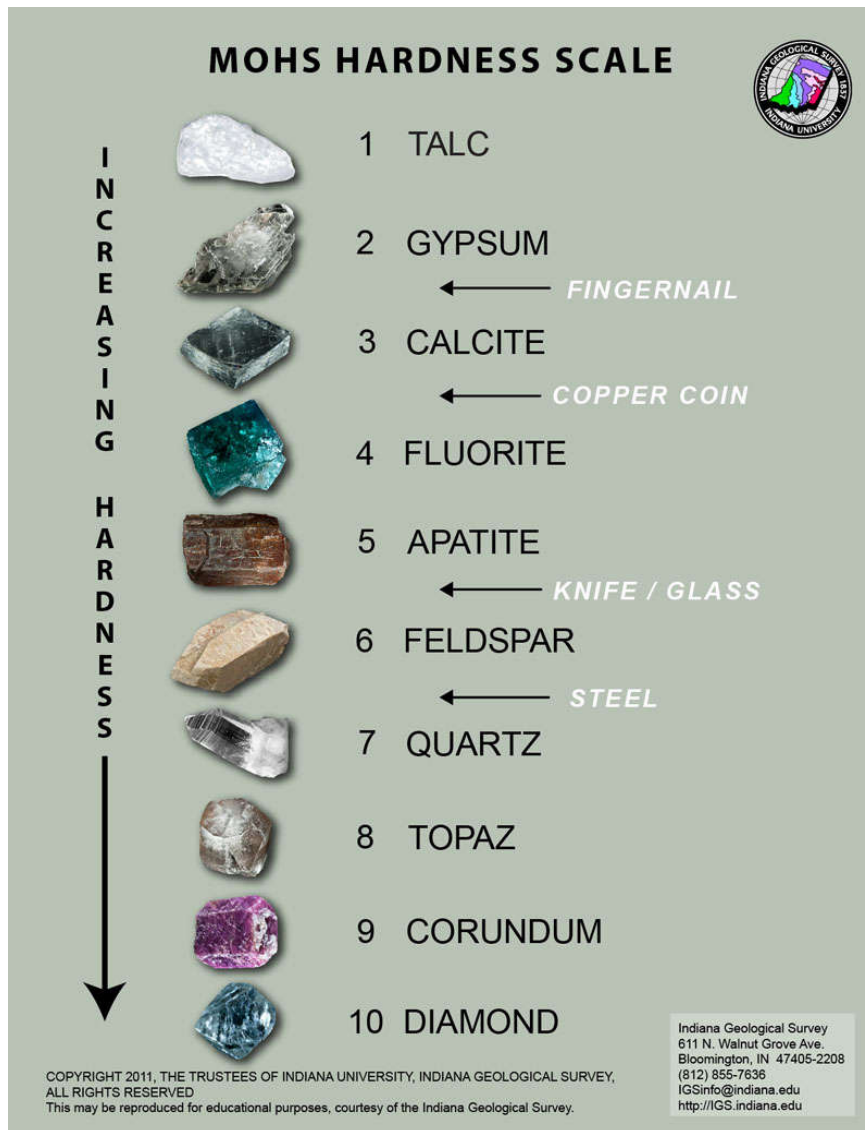 MOHS HARDNESS SCALE
INDIANA GEOLOGICAL SURVEY 1837
INDIANA UNIVERSITY
INCREASING HARDNESS
1 TALC
2 GYPSUM
FINGERNAIL
3 CALCITE
COPPER COIN
4 FLUORITE
5 APATITE
KNIFE / GLASS
6 FELDSPAR
STEEL
7 QUARTZ
8 TOPAZ
9 CORUNDUM
10 DIAMOND
Indiana Geological Survey
611 N. Walnut Grove Ave.
Bloomington, IN 47405-2208
(812) 855-7636
IGSinfo@indiana.edu
http://IGS.indiana.edu
COPYRIGHT 2011, THE TRUSTEES OF INDIANA UNIVERSITY, INDIANA GEOLOGICAL SURVEY,
ALL RIGHTS RESERVED
This may be reproduced for educational purposes, courtesy of the Indiana Geological Survey.